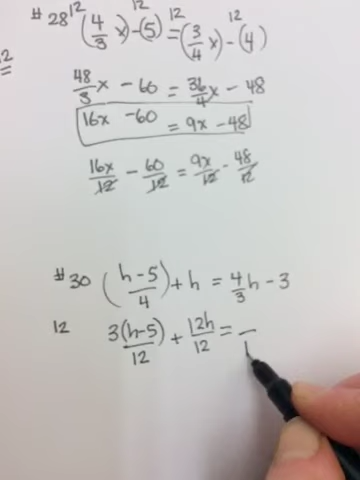 12 12 12 12
#28 (4/3 x) - (5) = (3/4 x) - (4)
12
=
48/3 x - 60 = 36/4 x - 48
16x - 60 = 9x - 48
16x/12 - 60/12 = 9x/12 - 48/12
#30 (h-5/4) + h = 4/3 h - 3
12 3(h-5)/12 + 12h/12 =